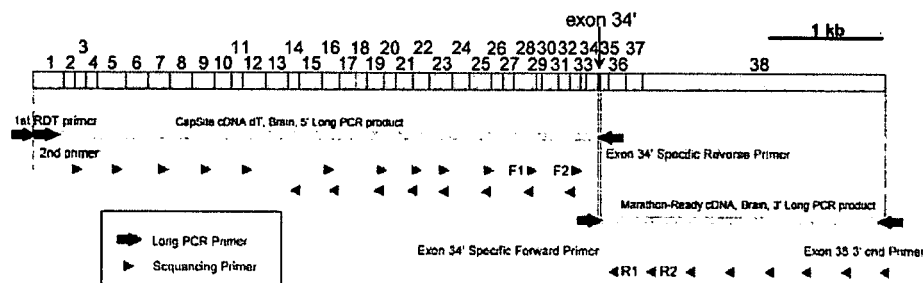 exon 34'
1 kb
3 11 14 16 18 20 22 24 26 28 30 32 34 35 37
1 2 4 5 6 7 8 9 10 12 13 15 17 19 21 23 25 27 29 31 33 36 38
1st RDT primer
CapSite cDNA dT, Brain, 5' Long PCR product
2nd primer
F1 F2
Exon 34' Specific Reverse Primer
Marathon-Ready cDNA, Brain, 3' Long PCR product
Long PCR Primer
Sequencing Primer
Exon 34' Specific Forward Primer
Exon 38 3' end Primer
R1 R2